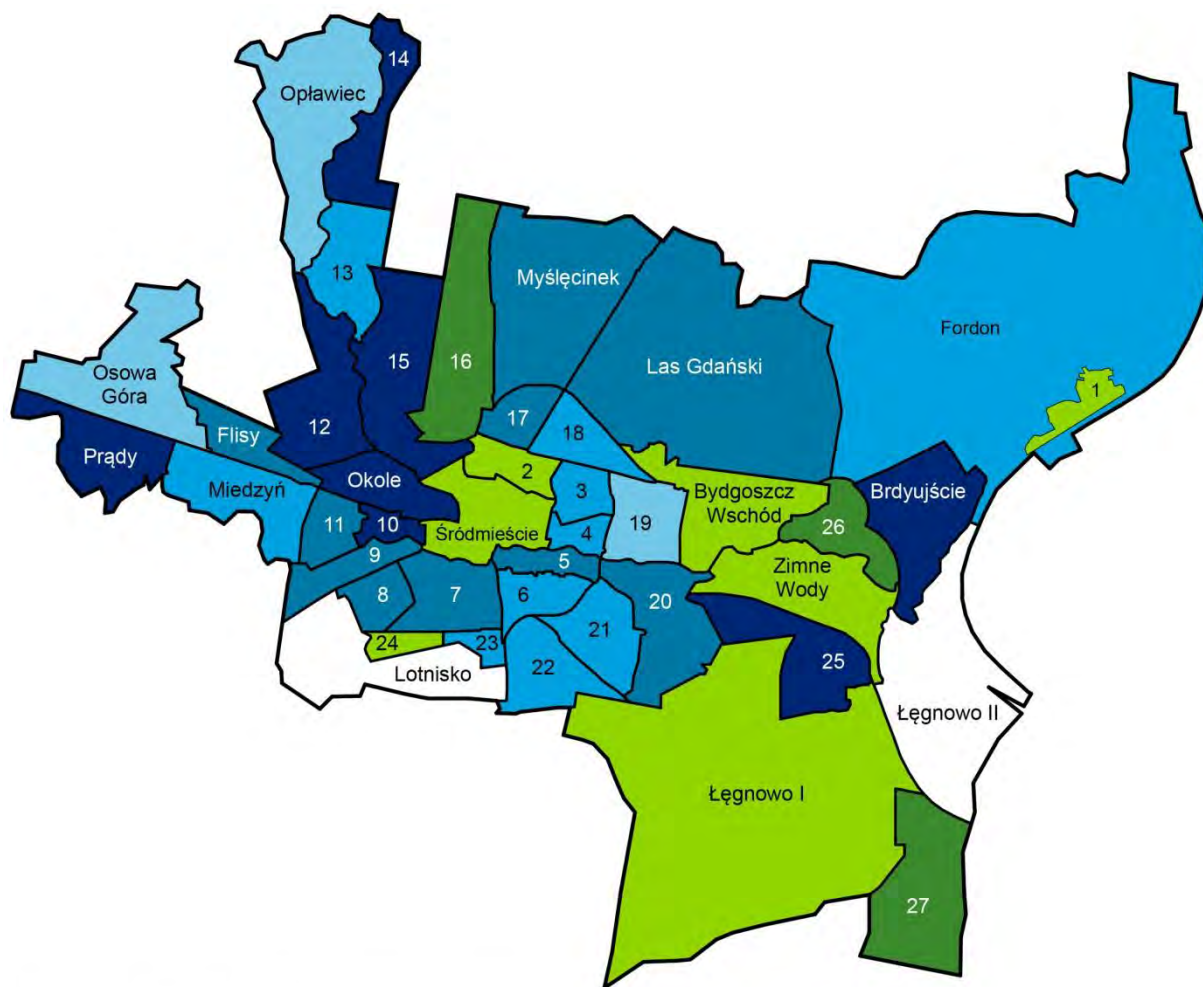 14
Opławiec
13
Myślęcinek
16
15
Fordon
Las Gdański
Osowa
Góra
1
17
12
18
Flisy
Prądy
2
Okole
Miedzyń
3
Bydgoszcz
Wschód
Brdyujście
11
10
19
26
Śródmieście
4
9
5
Zimne
Wody
8
7
6
20
21
24
23
25
Lotnisko
22
Łęgnowo II
Łęgnowo I
27